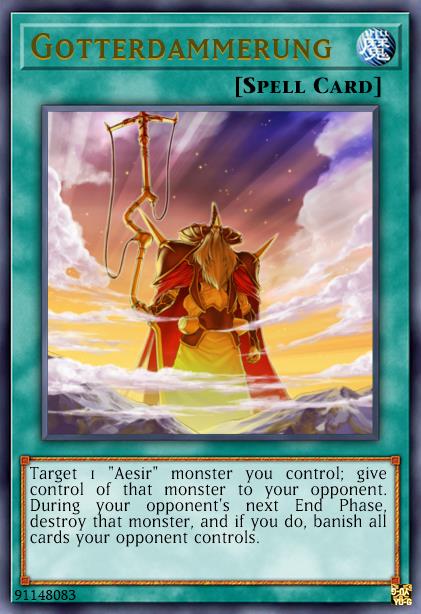 GOTTERDAMMERUNG
魔
[SPELL CARD]
Target 1 "Aesir" monster you control; give
control of that monster to your opponent.
During your opponent's next End Phase,
destroy that monster, and if you do, banish all
cards your opponent controls.
91148083